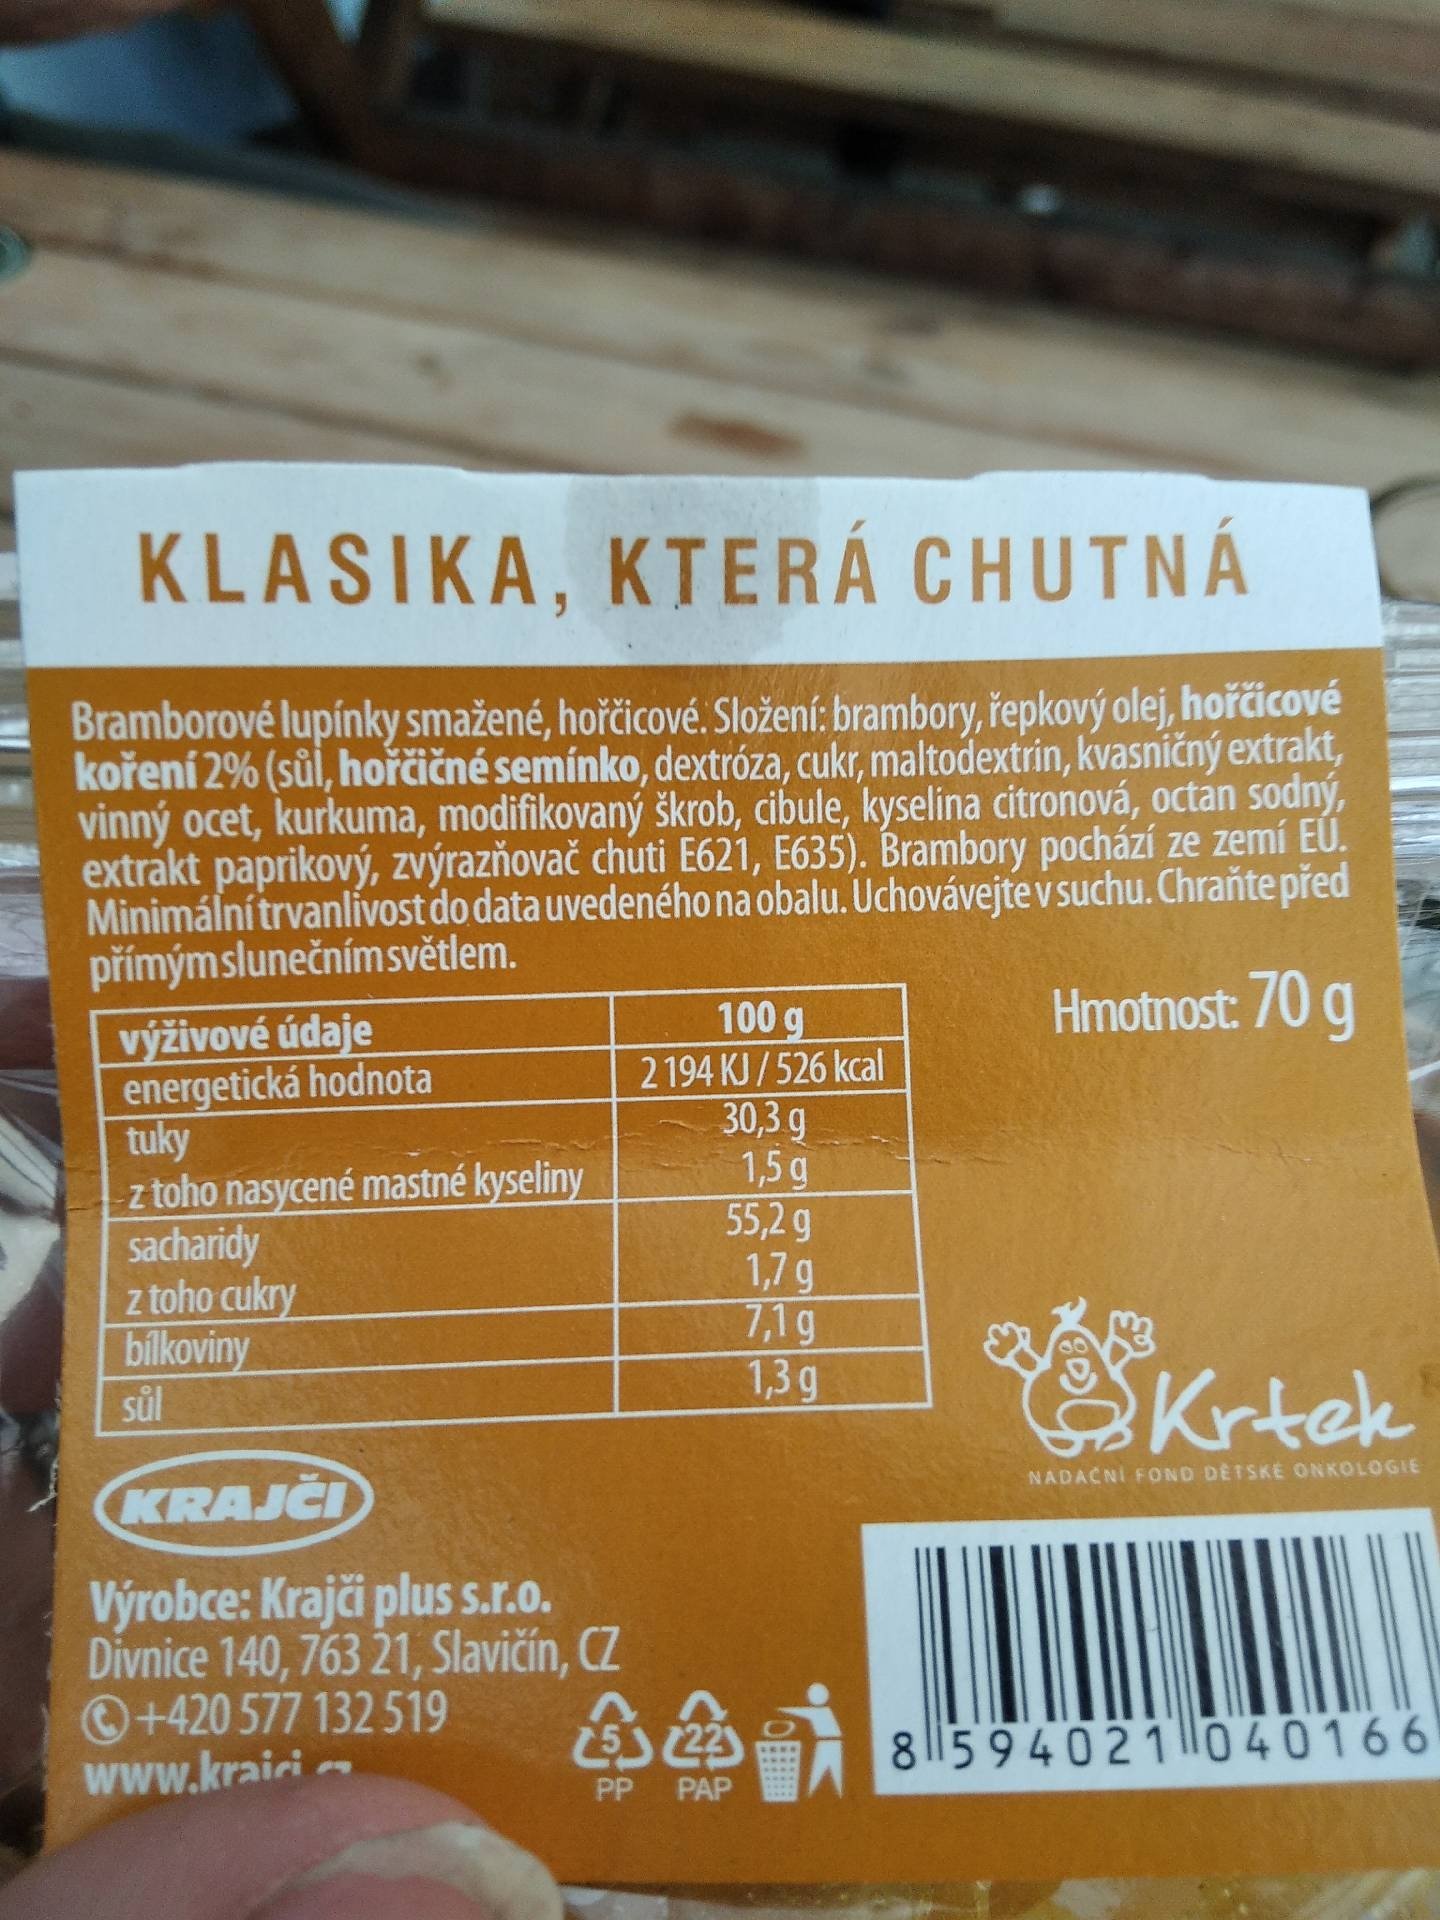 KLASIKA, KTERÁ CHUTNÁ
Bramborové lupínky smažené, hořčicové. Složení: brambory, řepkový olej, hořčicové
koření 2% (sůl, hořčičné semínko, dextróza, cukr, maltodextrin, kvasničný extrakt,
vinný ocet, kurkuma, modifikovaný škrob, cibule, kyselina citronová, octan sodný,
extrakt paprikový, zvýrazňovač chuti E621, E635). Brambory pochází ze zemí EU.
Minimální trvanlivost do data uvedeného na obalu. Uchovávejte v suchu. Chraňte před
přímým slunečním světlem.
Hmotnost: 70 g
výživové údaje 100 g
energetická hodnota 2 194 KJ / 526 kcal
tuky 30,3 g
z toho nasycené mastné kyseliny 1,5 g
sacharidy 55,2 g
z toho cukry 1,7 g
bílkoviny 7,1 g
sůl 1,3 g
Krtek
NADAČNÍ FOND DĚTSKÉ ONKOLOGIE
KRAJČI
Výrobce: Krajči plus s.r.o.
Divnice 140, 763 21, Slavičín, CZ
+420 577 132 519
www.krajci.cz
5 22
PP PAP
8 594021 040166